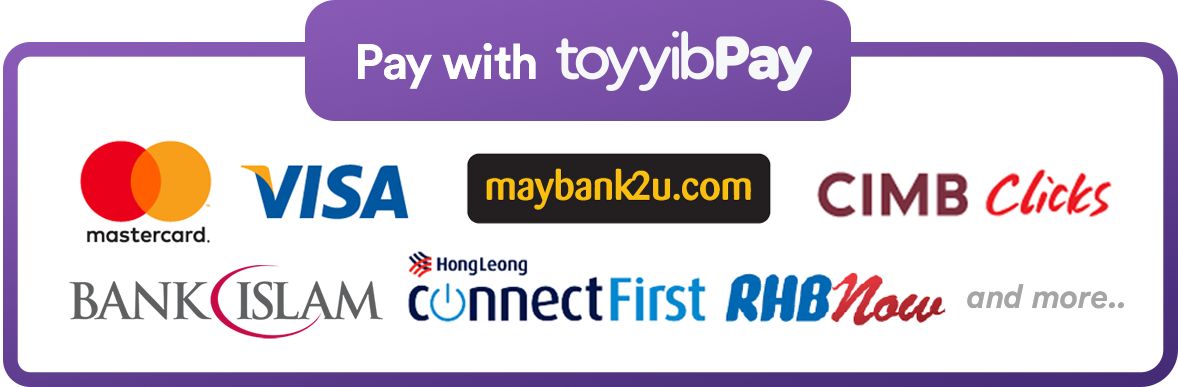 Pay with toyyibPay
mastercard.
VISA
maybank2u.com
CIMB Clicks
BANK ISLAM
HongLeong
connectFirst
RHBNow
and more..